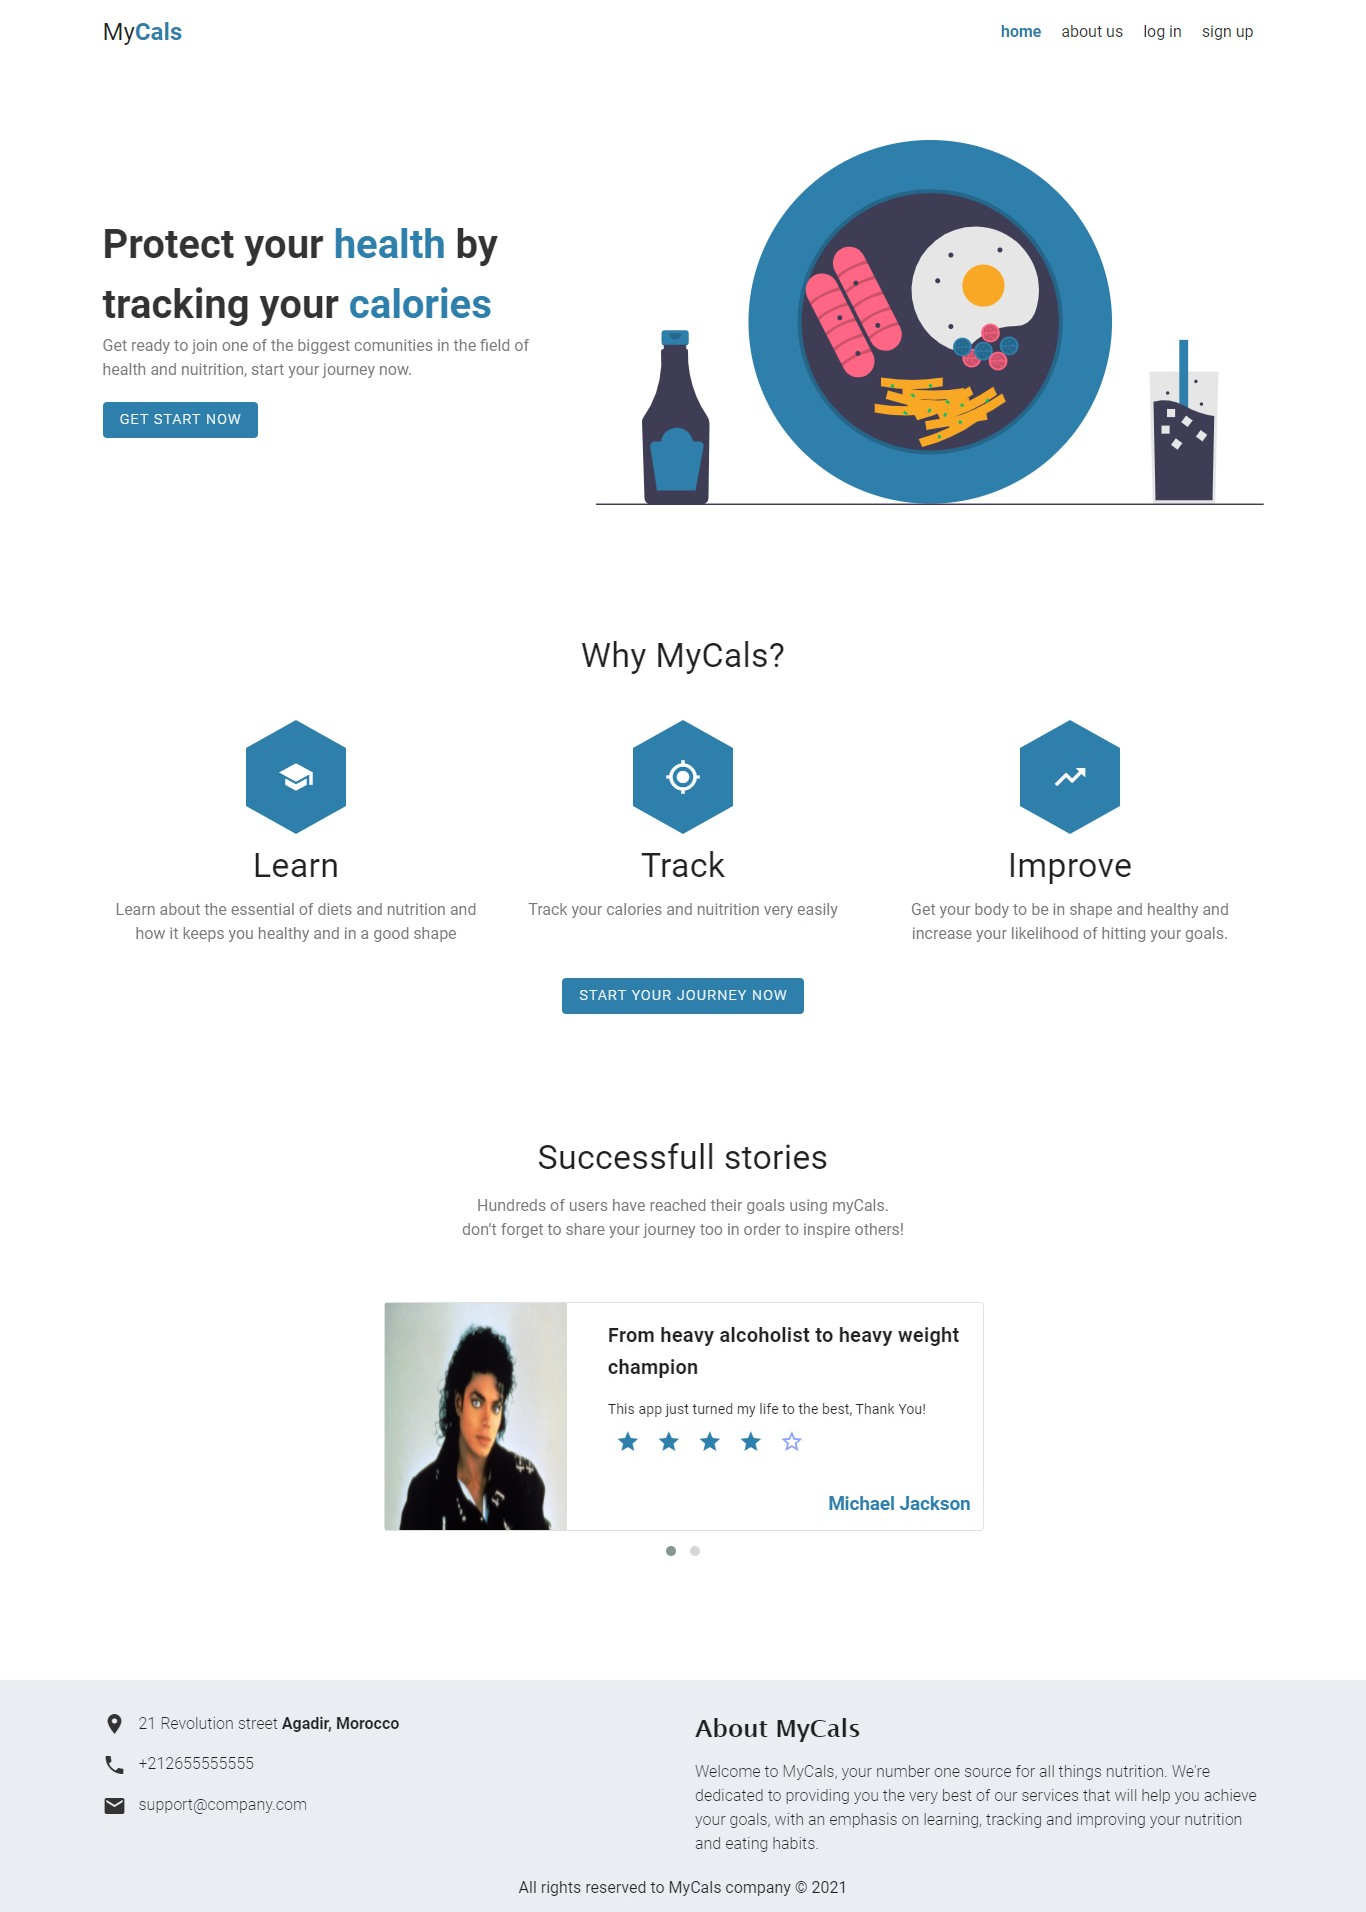 MyCals
home about us log in sign up
Protect your health by
tracking your calories
Get ready to join one of the biggest comunities in the field of
health and nuitrition, start your journey now.
GET START NOW
Why MyCals?
Learn
Learn about the essential of diets and nutrition and
how it keeps you healthy and in a good shape
Track
Track your calories and nuitrition very easily
Improve
Get your body to be in shape and healthy and
increase your likelihood of hitting your goals.
START YOUR JOURNEY NOW
Successfull stories
Hundreds of users have reached their goals using myCals.
don't forget to share your journey too in order to inspire others!
From heavy alcoholist to heavy weight
champion
This app just turned my life to the best, Thank You!
Michael Jackson
21 Revolution street Agadir, Morocco
+212655555555
support@company.com
About MyCals
Welcome to MyCals, your number one source for all things nutrition. We're
dedicated to providing you the very best of our services that will help you achieve
your goals, with an emphasis on learning, tracking and improving your nutrition
and eating habits.
All rights reserved to MyCals company © 2021